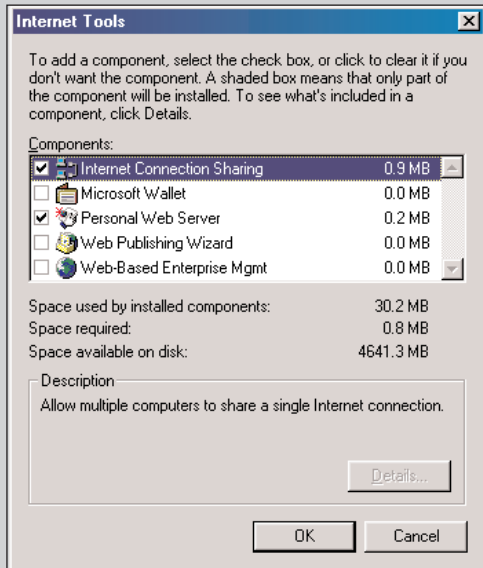 Internet Tools
To add a component, select the check box, or click to clear it if you
don't want the component. A shaded box means that only part of
the component will be installed. To see what's included in a
component, click Details.
Components:
Internet Connection Sharing 0.9 MB
Microsoft Wallet 0.0 MB
Personal Web Server 0.2 MB
Web Publishing Wizard 0.0 MB
Web-Based Enterprise Mgmt 0.0 MB
Space used by installed components: 30.2 MB
Space required: 0.8 MB
Space available on disk: 4641.3 MB
Description
Allow multiple computers to share a single Internet connection.
Details...
OK Cancel